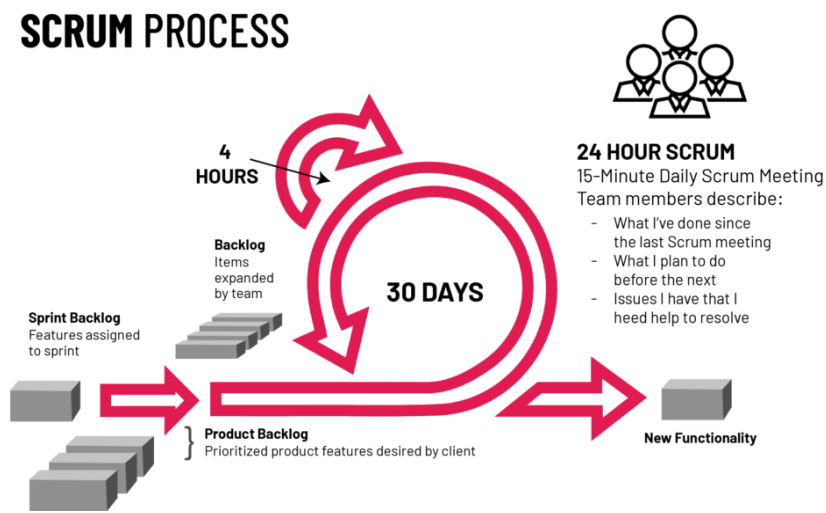 SCRUM PROCESS
4
HOURS
24 HOUR SCRUM
15-Minute Daily Scrum Meeting
Team members describe:
- What I've done since
the last Scrum meeting
- What I plan to do
before the next
- Issues I have that I
heed help to resolve
Backlog
Items
expanded
by team
30 DAYS
Sprint Backlog
Features assigned
to sprint
} Product Backlog
Prioritized product features desired by client
New Functionality